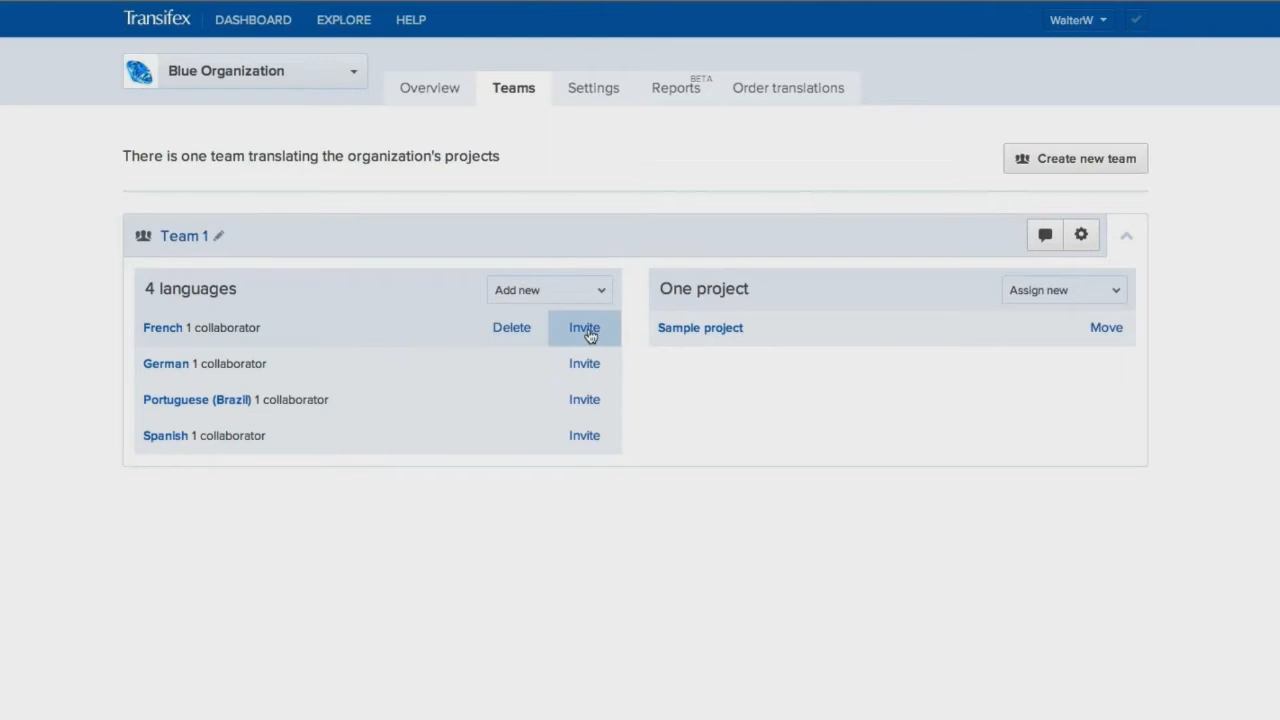 Transifex DASHBOARD EXPLORE HELP WalterW
Blue Organization
Overview Teams Settings Reports BETA Order translations
There is one team translating the organization's projects Create new team
Team 1
4 languages Add new One project Assign new
French 1 collaborator Delete Invite Sample project Move
German 1 collaborator Invite
Portuguese (Brazil) 1 collaborator Invite
Spanish 1 collaborator Invite